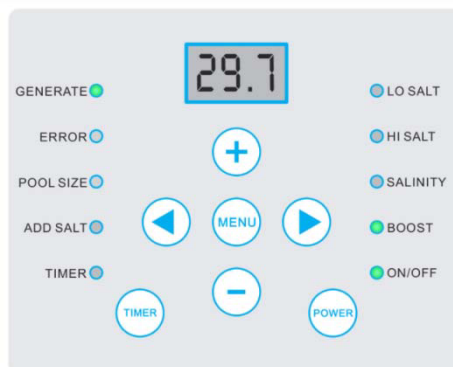 29.7
GENERATE
LO SALT
ERROR
HI SALT
POOL SIZE
SALINITY
ADD SALT
MENU
BOOST
TIMER
ON/OFF
TIMER
POWER